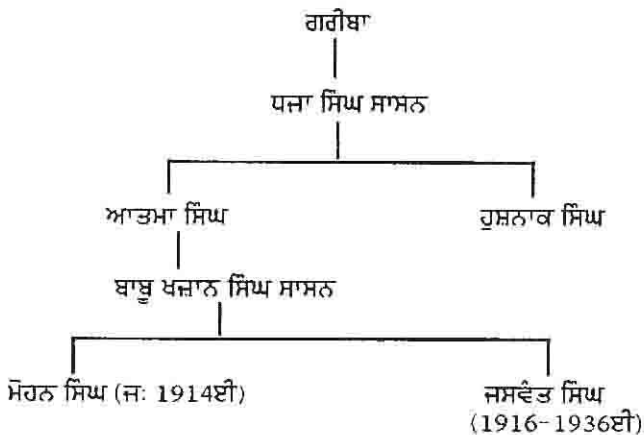 ਗਰੀਬਾ
ਧਜਾ ਸਿੰਘ ਸਾਸਨ
ਆਤਮਾ ਸਿੰਘ
ਹੁਸ਼ਨਾਕ ਸਿੰਘ
ਬਾਬੂ ਖਜ਼ਾਨ ਸਿੰਘ ਸਾਸਨ
ਮੋਹਨ ਸਿੰਘ (ਜ: 1914ਈ)
ਜਸਵੰਤ ਸਿੰਘ
(1916-1936ਈ)